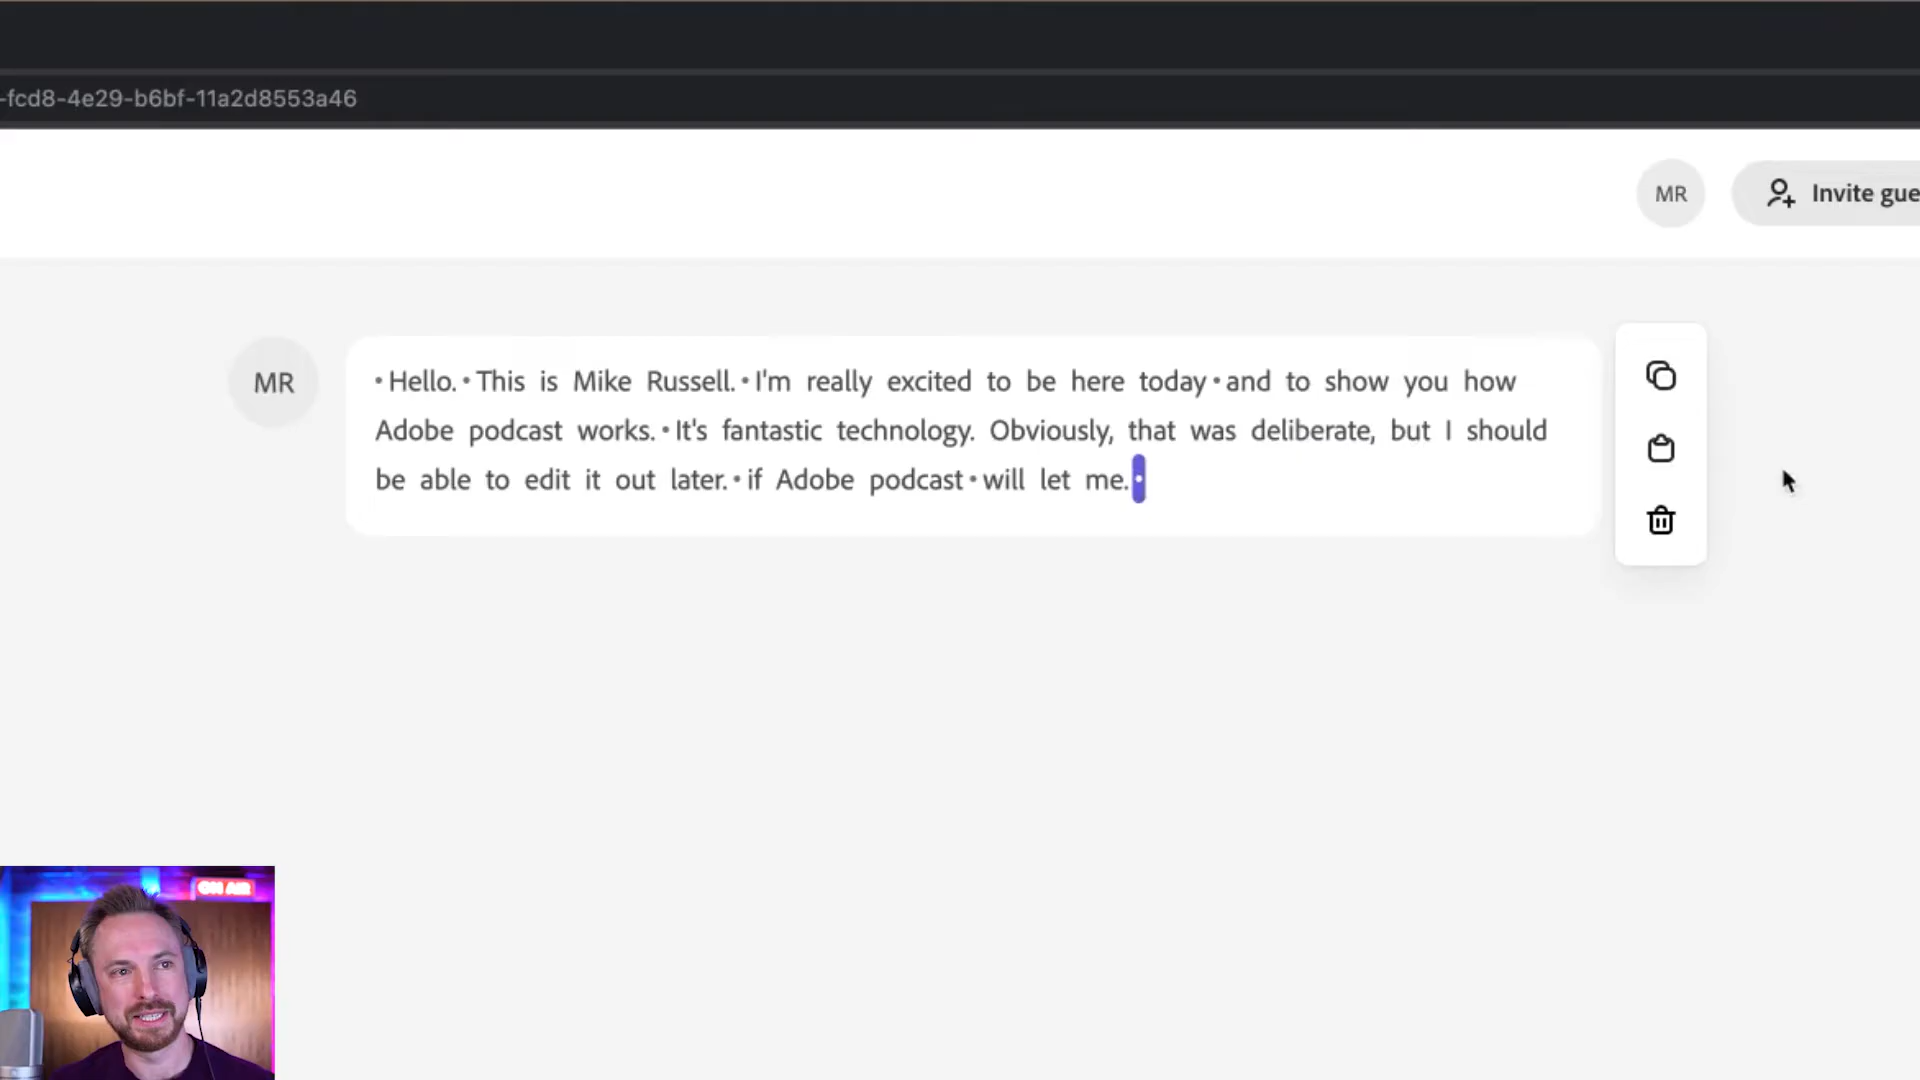 -fcd8-4e29-b6bf-11a2d8553a46
MR
Invite gue
MR
• Hello. • This is Mike Russell. • I'm really excited to be here today • and to show you how
Adobe podcast works. • It's fantastic technology. Obviously, that was deliberate, but I should
be able to edit it out later. • if Adobe podcast • will let me. •
ON AIR